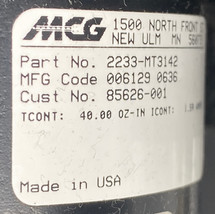 MCG
1500 NORTH FRONT
NEW ULM MN
Part No. 2233-MT3142
MFG Code 006129 0636
Cust No. 85626-001
TCONT: 40.00 OZ-IN ICONT:
Made in USA